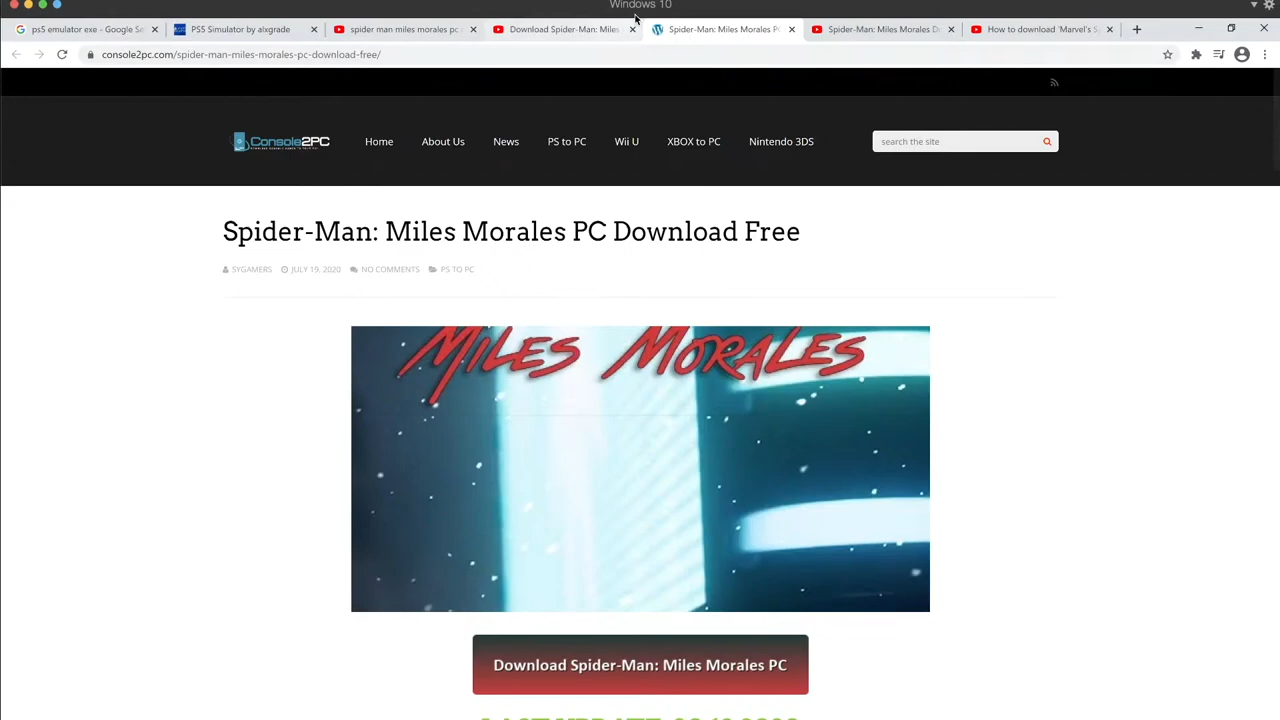 Windows 10
ps5 emulator exe - Google Se
PS5 Simulator by alxgrade
spider man miles morales pc
Download Spider-Man: Miles
Spider-Man: Miles Morales PC
Spider-Man: Miles Morales D
How to download 'Marvel's S
console2pc.com/spider-man-miles-morales-pc-download-free/
Console2PC
Home
About Us
News
PS to PC
Wii U
XBOX to PC
Nintendo 3DS
search the site
Spider-Man: Miles Morales PC Download Free
SYGAMERS
JULY 19, 2020
NO COMMENTS
PS TO PC
MILES MORALES
Download Spider-Man: Miles Morales PC